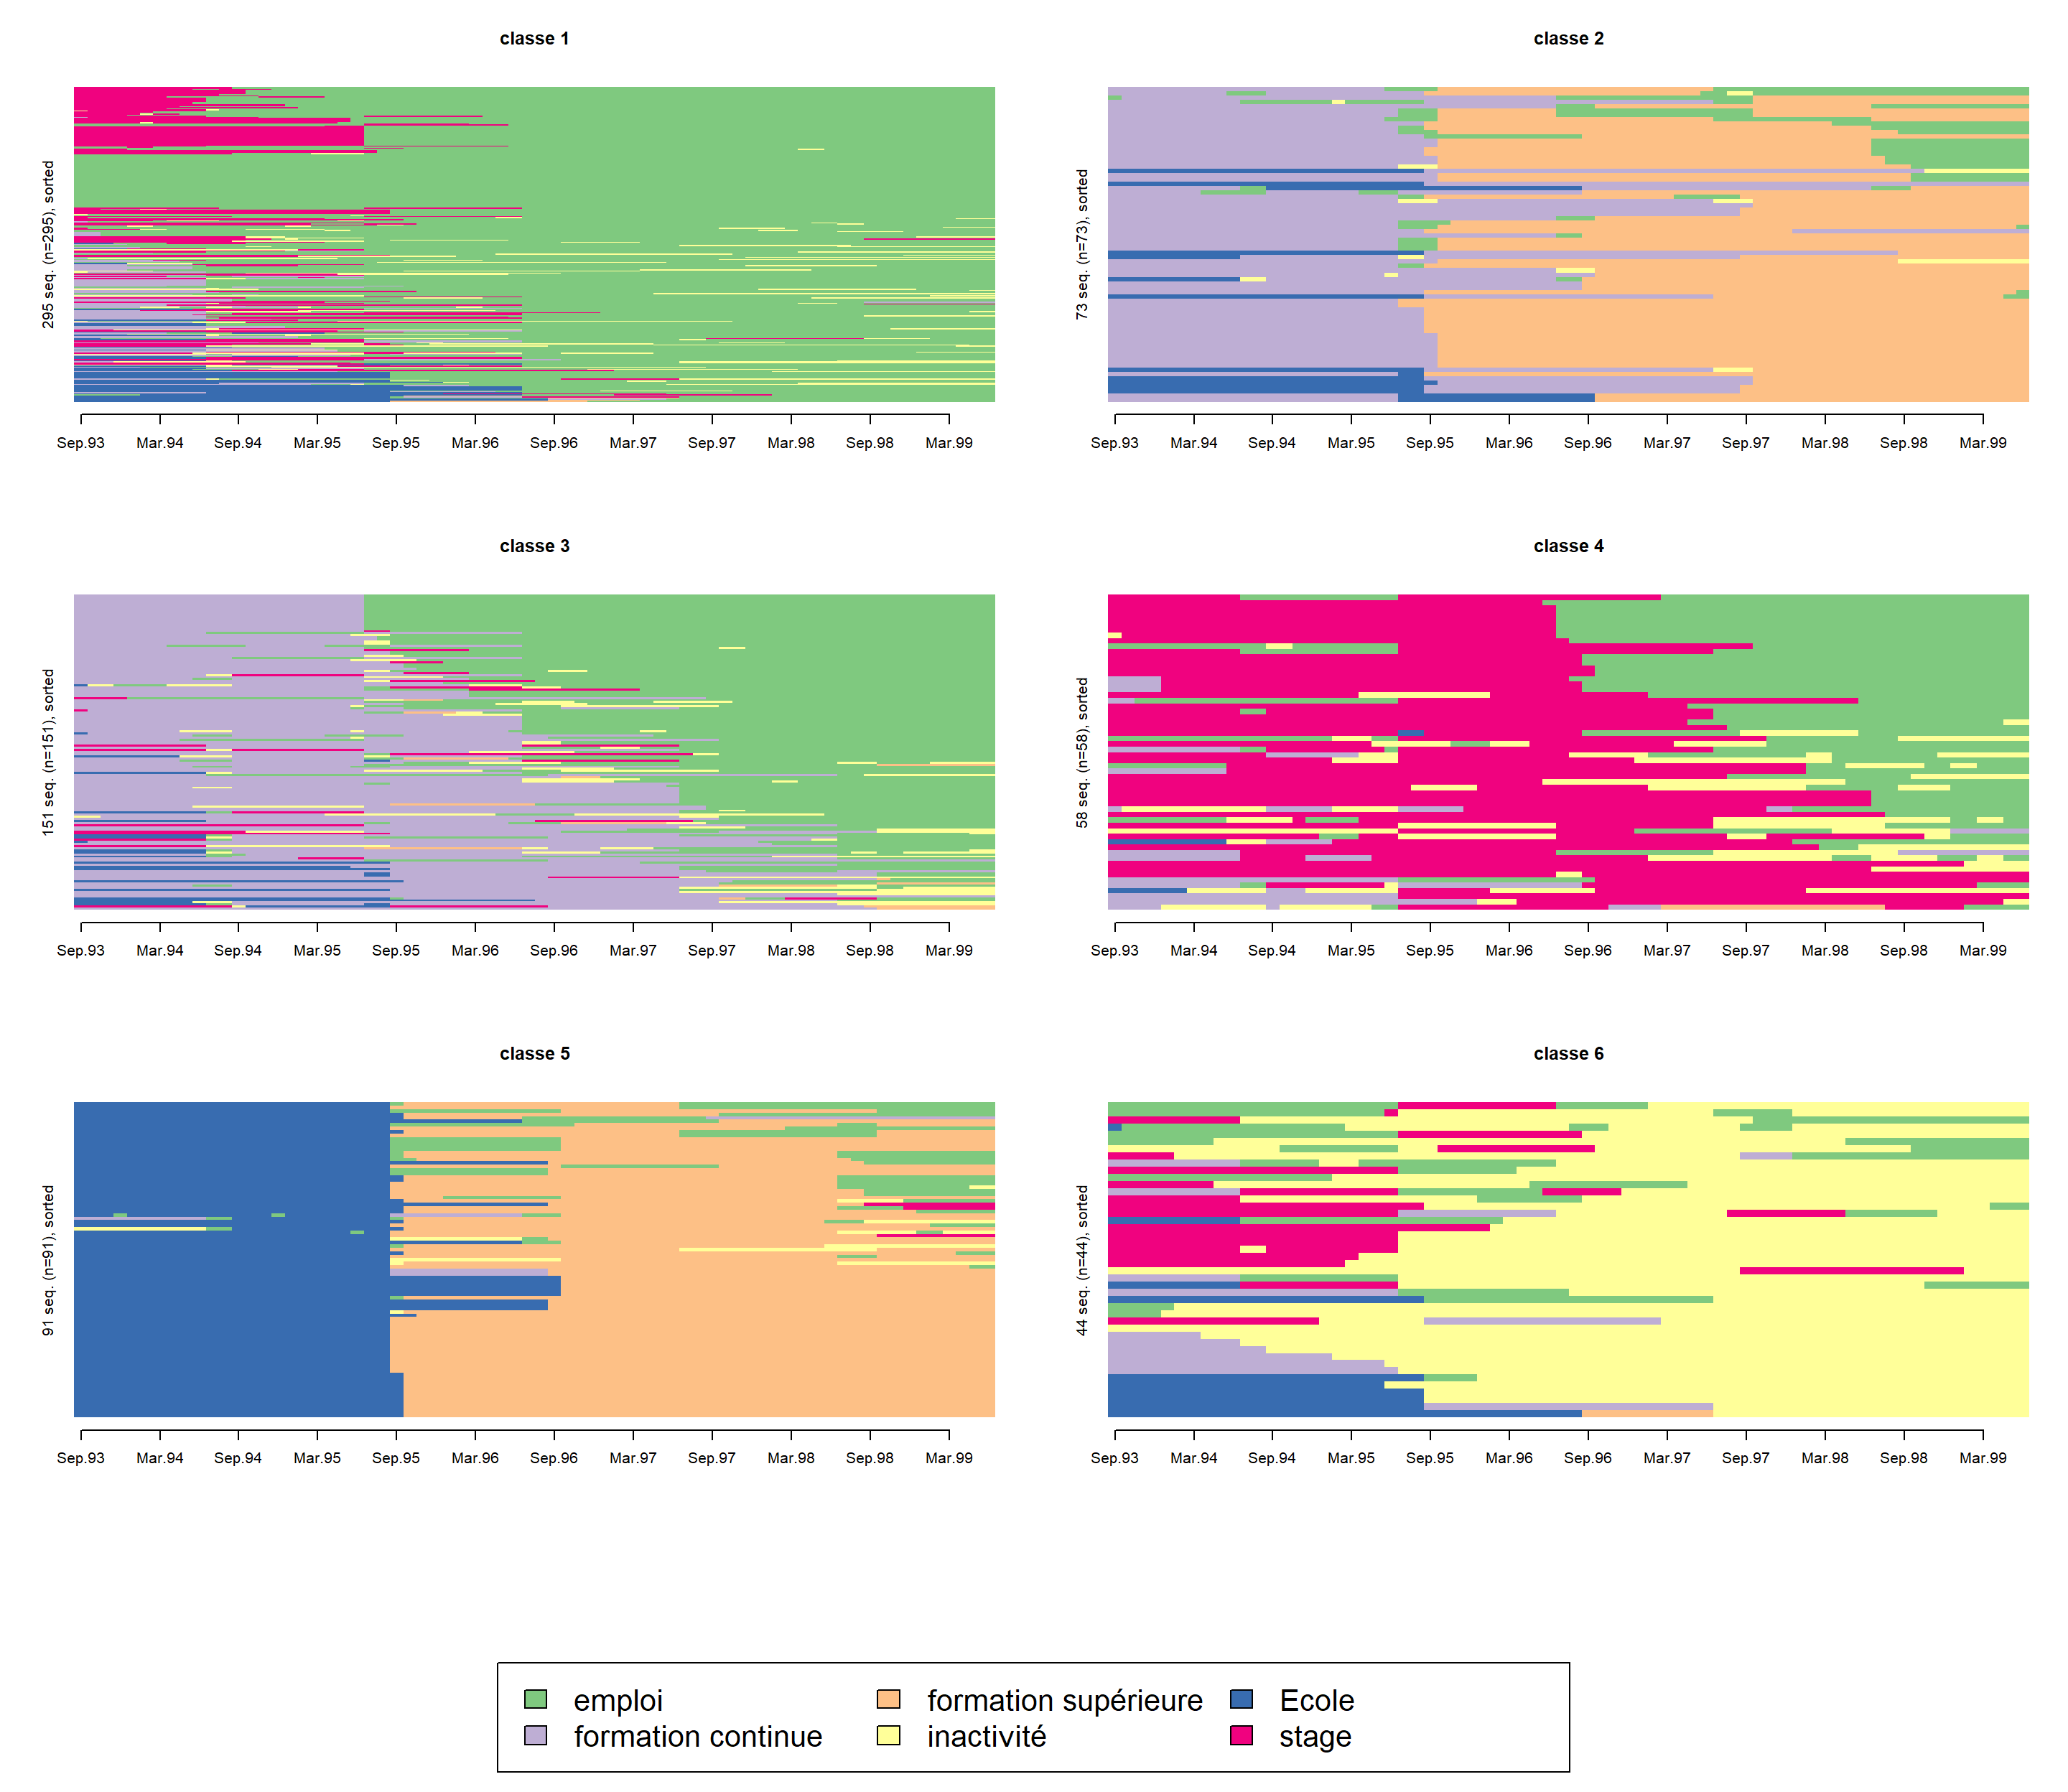 classe 1
classe 2
295 seq. (n=295), sorted
73 seq. (n=73), sorted
Sep.93 Mar.94 Sep.94 Mar.95 Sep.95 Mar.96 Sep.96 Mar.97 Sep.97 Mar.98 Sep.98 Mar.99
Sep.93 Mar.94 Sep.94 Mar.95 Sep.95 Mar.96 Sep.96 Mar.97 Sep.97 Mar.98 Sep.98 Mar.99
classe 3
classe 4
151 seq. (n=151), sorted
58 seq. (n=58), sorted
Sep.93 Mar.94 Sep.94 Mar.95 Sep.95 Mar.96 Sep.96 Mar.97 Sep.97 Mar.98 Sep.98 Mar.99
Sep.93 Mar.94 Sep.94 Mar.95 Sep.95 Mar.96 Sep.96 Mar.97 Sep.97 Mar.98 Sep.98 Mar.99
classe 5
classe 6
91 seq. (n=91), sorted
44 seq. (n=44), sorted
Sep.93 Mar.94 Sep.94 Mar.95 Sep.95 Mar.96 Sep.96 Mar.97 Sep.97 Mar.98 Sep.98 Mar.99
Sep.93 Mar.94 Sep.94 Mar.95 Sep.95 Mar.96 Sep.96 Mar.97 Sep.97 Mar.98 Sep.98 Mar.99
emploi formation supérieure Ecole
formation continue inactivité stage